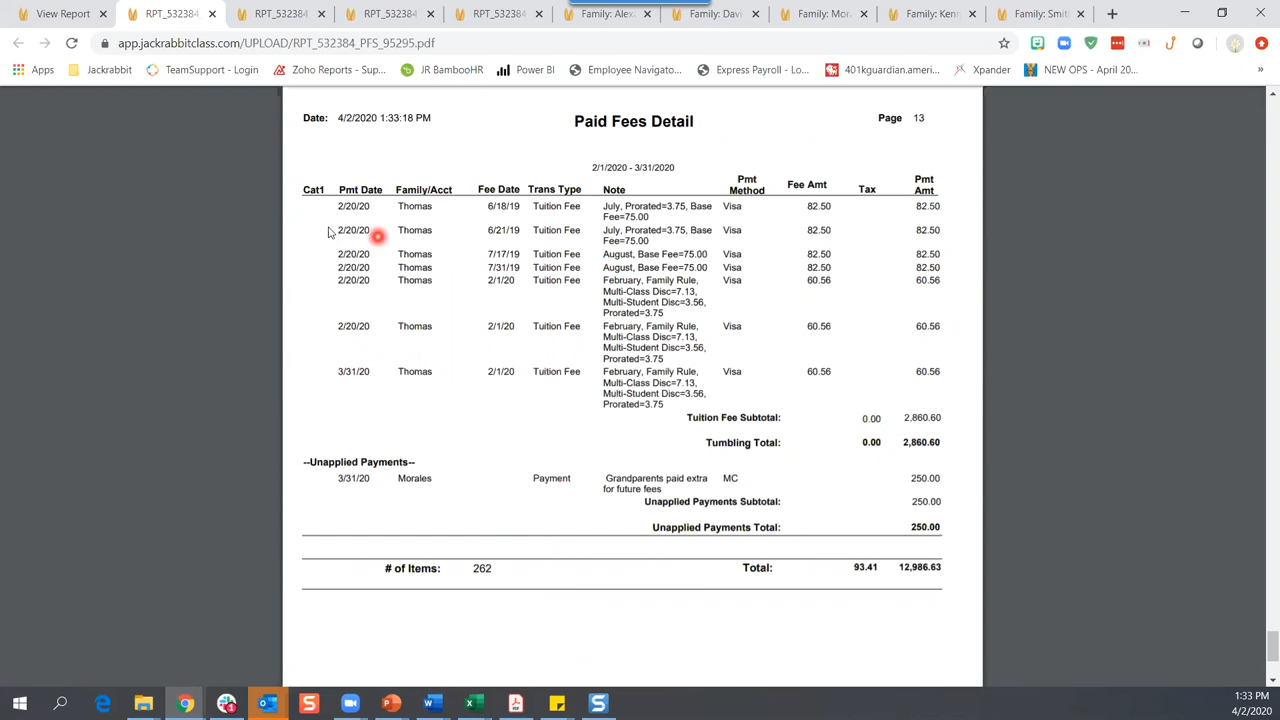 View Report
RPT_532384_
RPT_532384_
RPT_532384_
RPT_532384_
Family: Alex
Family: Davi
Family: Mor
Family: Kenn
Family: Smit
app.jackrabbitclass.com/UPLOAD/RPT_532384_PFS_95295.pdf
Apps Jackrabbit TeamSupport - Login Zoho Reports - Sup... JR BambooHR Power BI Employee Navigato... Express Payroll - Lo... 401kguardian.ameri... Xpander NEW OPS - April 20... »
Date: 4/2/2020 1:33:18 PM Paid Fees Detail Page 13
2/1/2020 - 3/31/2020
Cat1 Pmt Date Family/Acct Fee Date Trans Type Note Pmt Method Fee Amt Tax Pmt Amt
2/20/20 Thomas 6/18/19 Tuition Fee July, Prorated=3.75, Base Visa 82.50 82.50
Fee=75.00
2/20/20 Thomas 6/21/19 Tuition Fee July, Prorated=3.75, Base Visa 82.50 82.50
Fee=75.00
2/20/20 Thomas 7/17/19 Tuition Fee August, Base Fee=75.00 Visa 82.50 82.50
2/20/20 Thomas 7/31/19 Tuition Fee August, Base Fee=75.00 Visa 82.50 82.50
2/20/20 Thomas 2/1/20 Tuition Fee February, Family Rule, Visa 60.56 60.56
Multi-Class Disc=7.13,
Multi-Student Disc=3.56,
Prorated=3.75
2/20/20 Thomas 2/1/20 Tuition Fee February, Family Rule, Visa 60.56 60.56
Multi-Class Disc=7.13,
Multi-Student Disc=3.56,
Prorated=3.75
3/31/20 Thomas 2/1/20 Tuition Fee February, Family Rule, Visa 60.56 60.56
Multi-Class Disc=7.13,
Multi-Student Disc=3.56,
Prorated=3.75
Tuition Fee Subtotal: 0.00 2,860.60
Tumbling Total: 0.00 2,860.60
--Unapplied Payments--
3/31/20 Morales Payment Grandparents paid extra MC 250.00
for future fees
Unapplied Payments Subtotal: 250.00
Unapplied Payments Total: 250.00
# of Items: 262 Total: 93.41 12,986.63
1:33 PM
4/2/2020